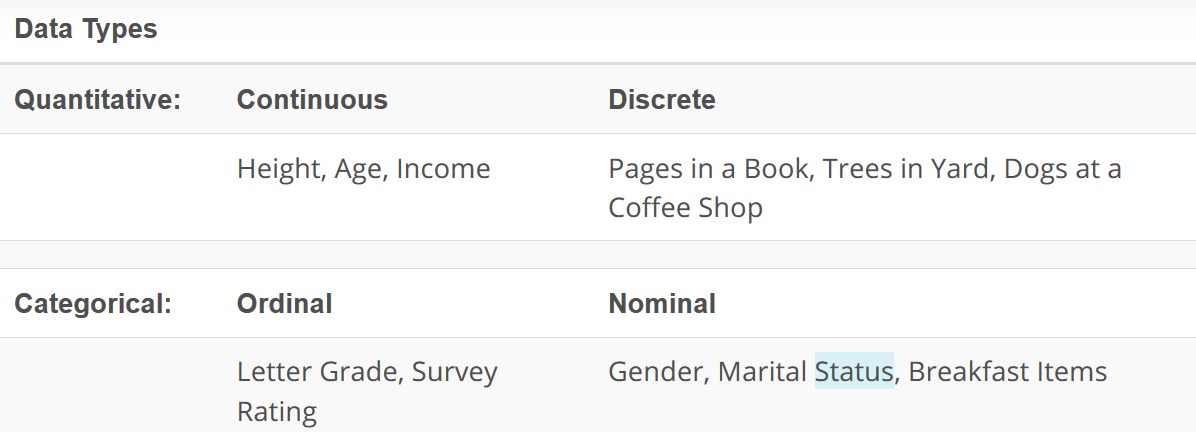 Data Types
Quantitative: Continuous Discrete
Height, Age, Income Pages in a Book, Trees in Yard, Dogs at a
Coffee Shop
Categorical: Ordinal Nominal
Letter Grade, Survey Gender, Marital Status, Breakfast Items
Rating